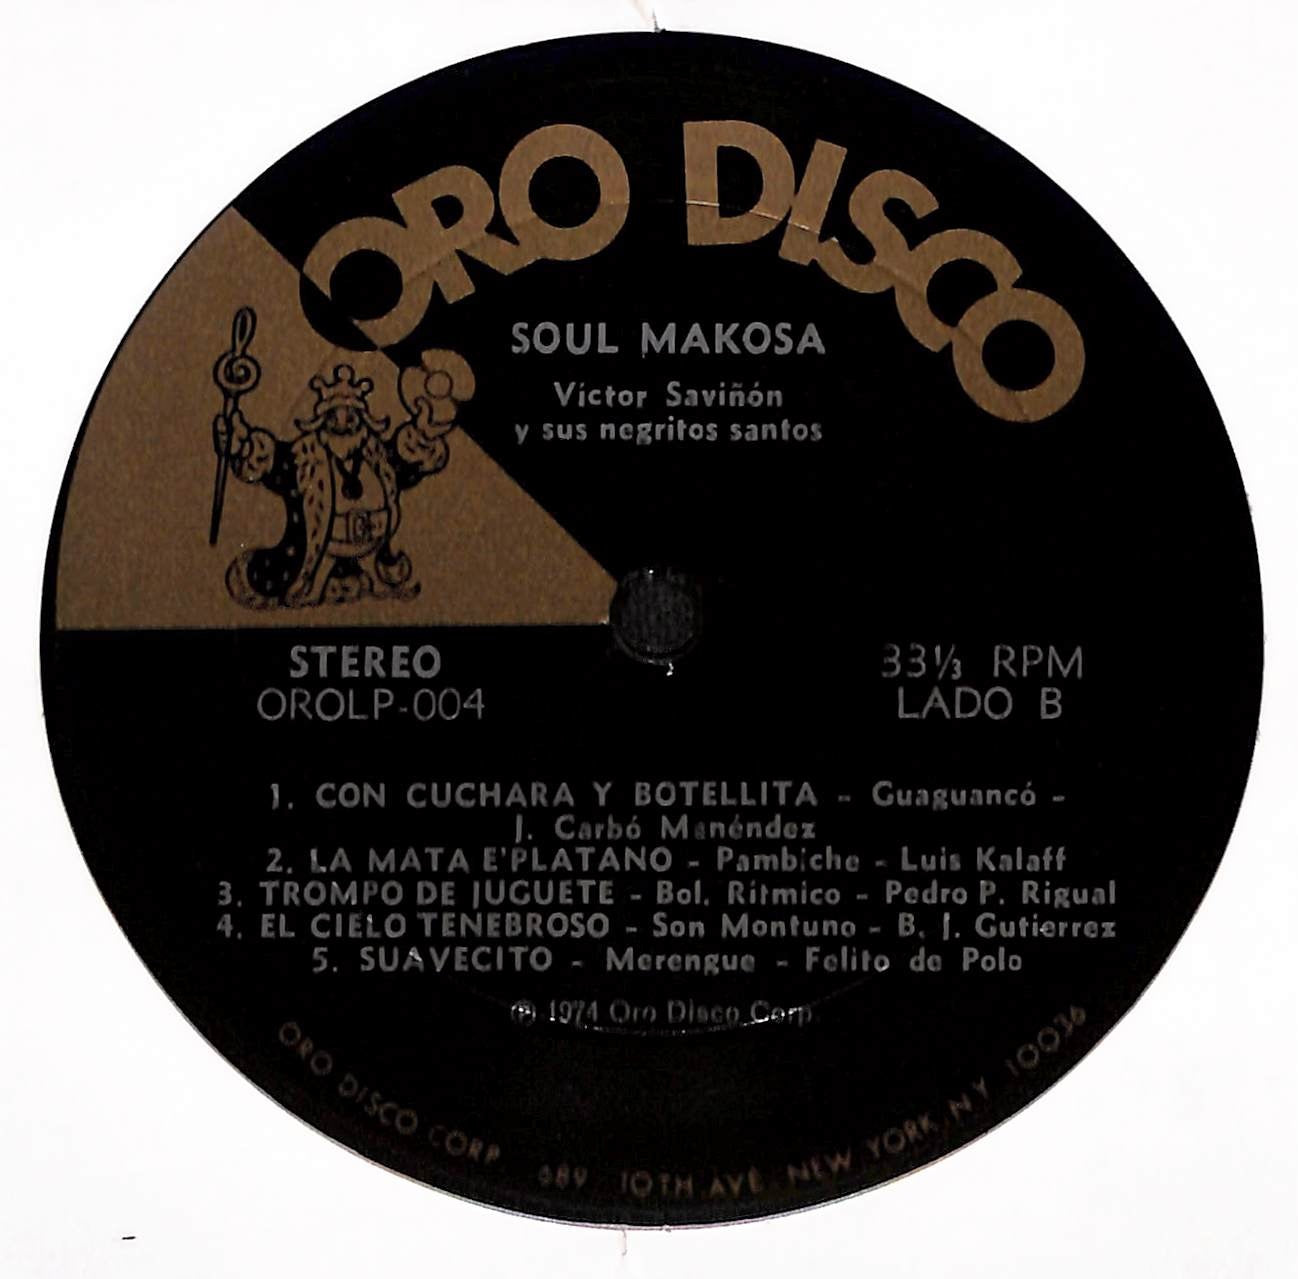 ORO DISCO
SOUL MAKOSA
Víctor Saviñón
y sus negritos santos
STEREO
OROLP-004
33⅓ RPM
LADO B
1. CON CUCHARA Y BOTELLITA - Guaguancó -
J. Carbó Menéndez
2. LA MATA E'PLATANO - Pambiche - Luis Kalaff
3. TROMPO DE JUGUETE - Bol. Rítmico - Pedro P. Rigual
4. EL CIELO TENEBROSO - Son Montuno - B. J. Gutierrez
5. SUAVECITO - Merengue - Felito de Polo
℗ 1974 Oro Disco Corp.
ORO DISCO CORP. 689 10TH AVE. NEW YORK N Y 10036